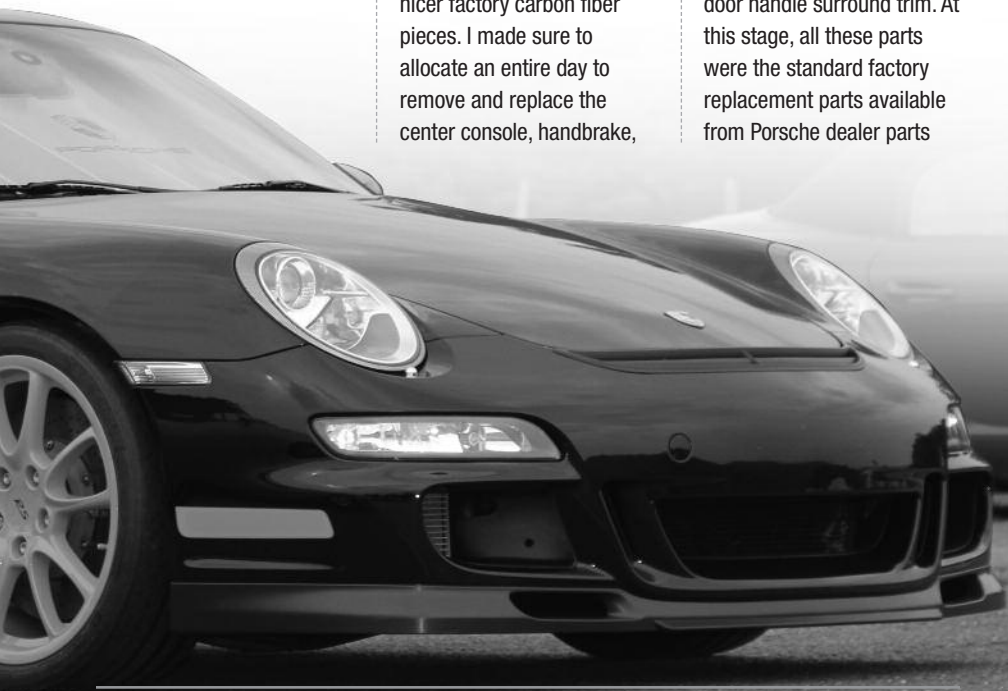 nicer factory carbon fiber
pieces. I made sure to
allocate an entire day to
remove and replace the
center console, handbrake,
door handle surround trim. At
this stage, all these parts
were the standard factory
replacement parts available
from Porsche dealer parts